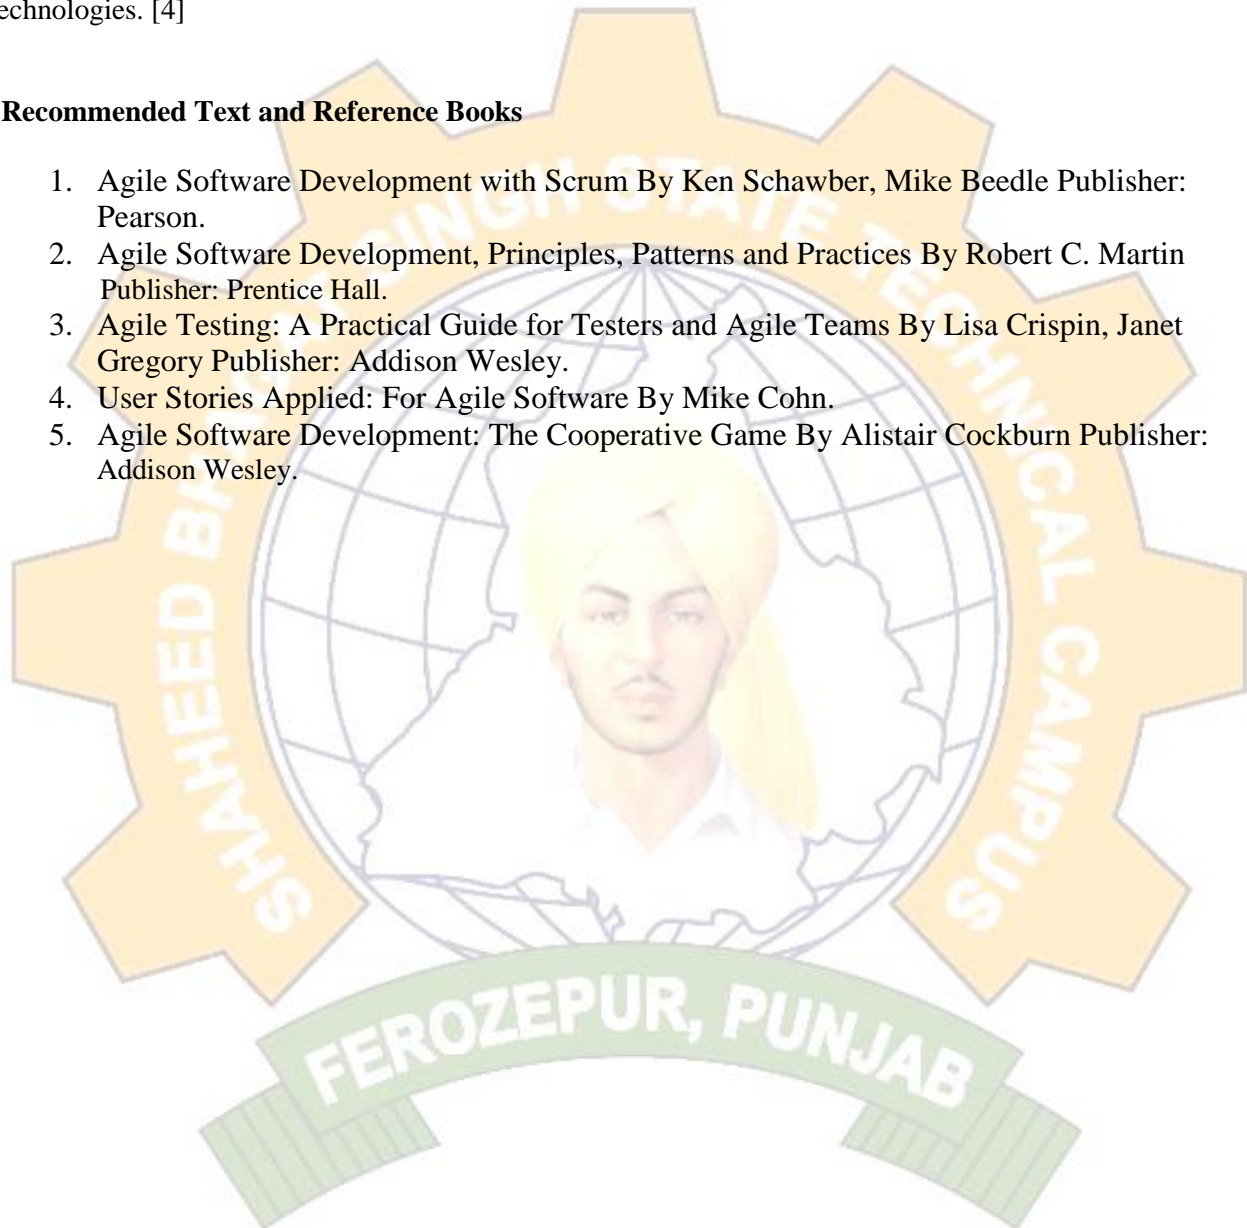 echnologies. [4]
Recommended Text and Reference Books
1. Agile Software Development with Scrum By Ken Schawber, Mike Beedle Publisher:
Pearson.
2. Agile Software Development, Principles, Patterns and Practices By Robert C. Martin
Publisher: Prentice Hall.
3. Agile Testing: A Practical Guide for Testers and Agile Teams By Lisa Crispin, Janet
Gregory Publisher: Addison Wesley.
4. User Stories Applied: For Agile Software By Mike Cohn.
5. Agile Software Development: The Cooperative Game By Alistair Cockburn Publisher:
Addison Wesley.
SHAHEED BHAGAT SINGH STATE TECHNICAL CAMPUS
FEROZEPUR, PUNJAB